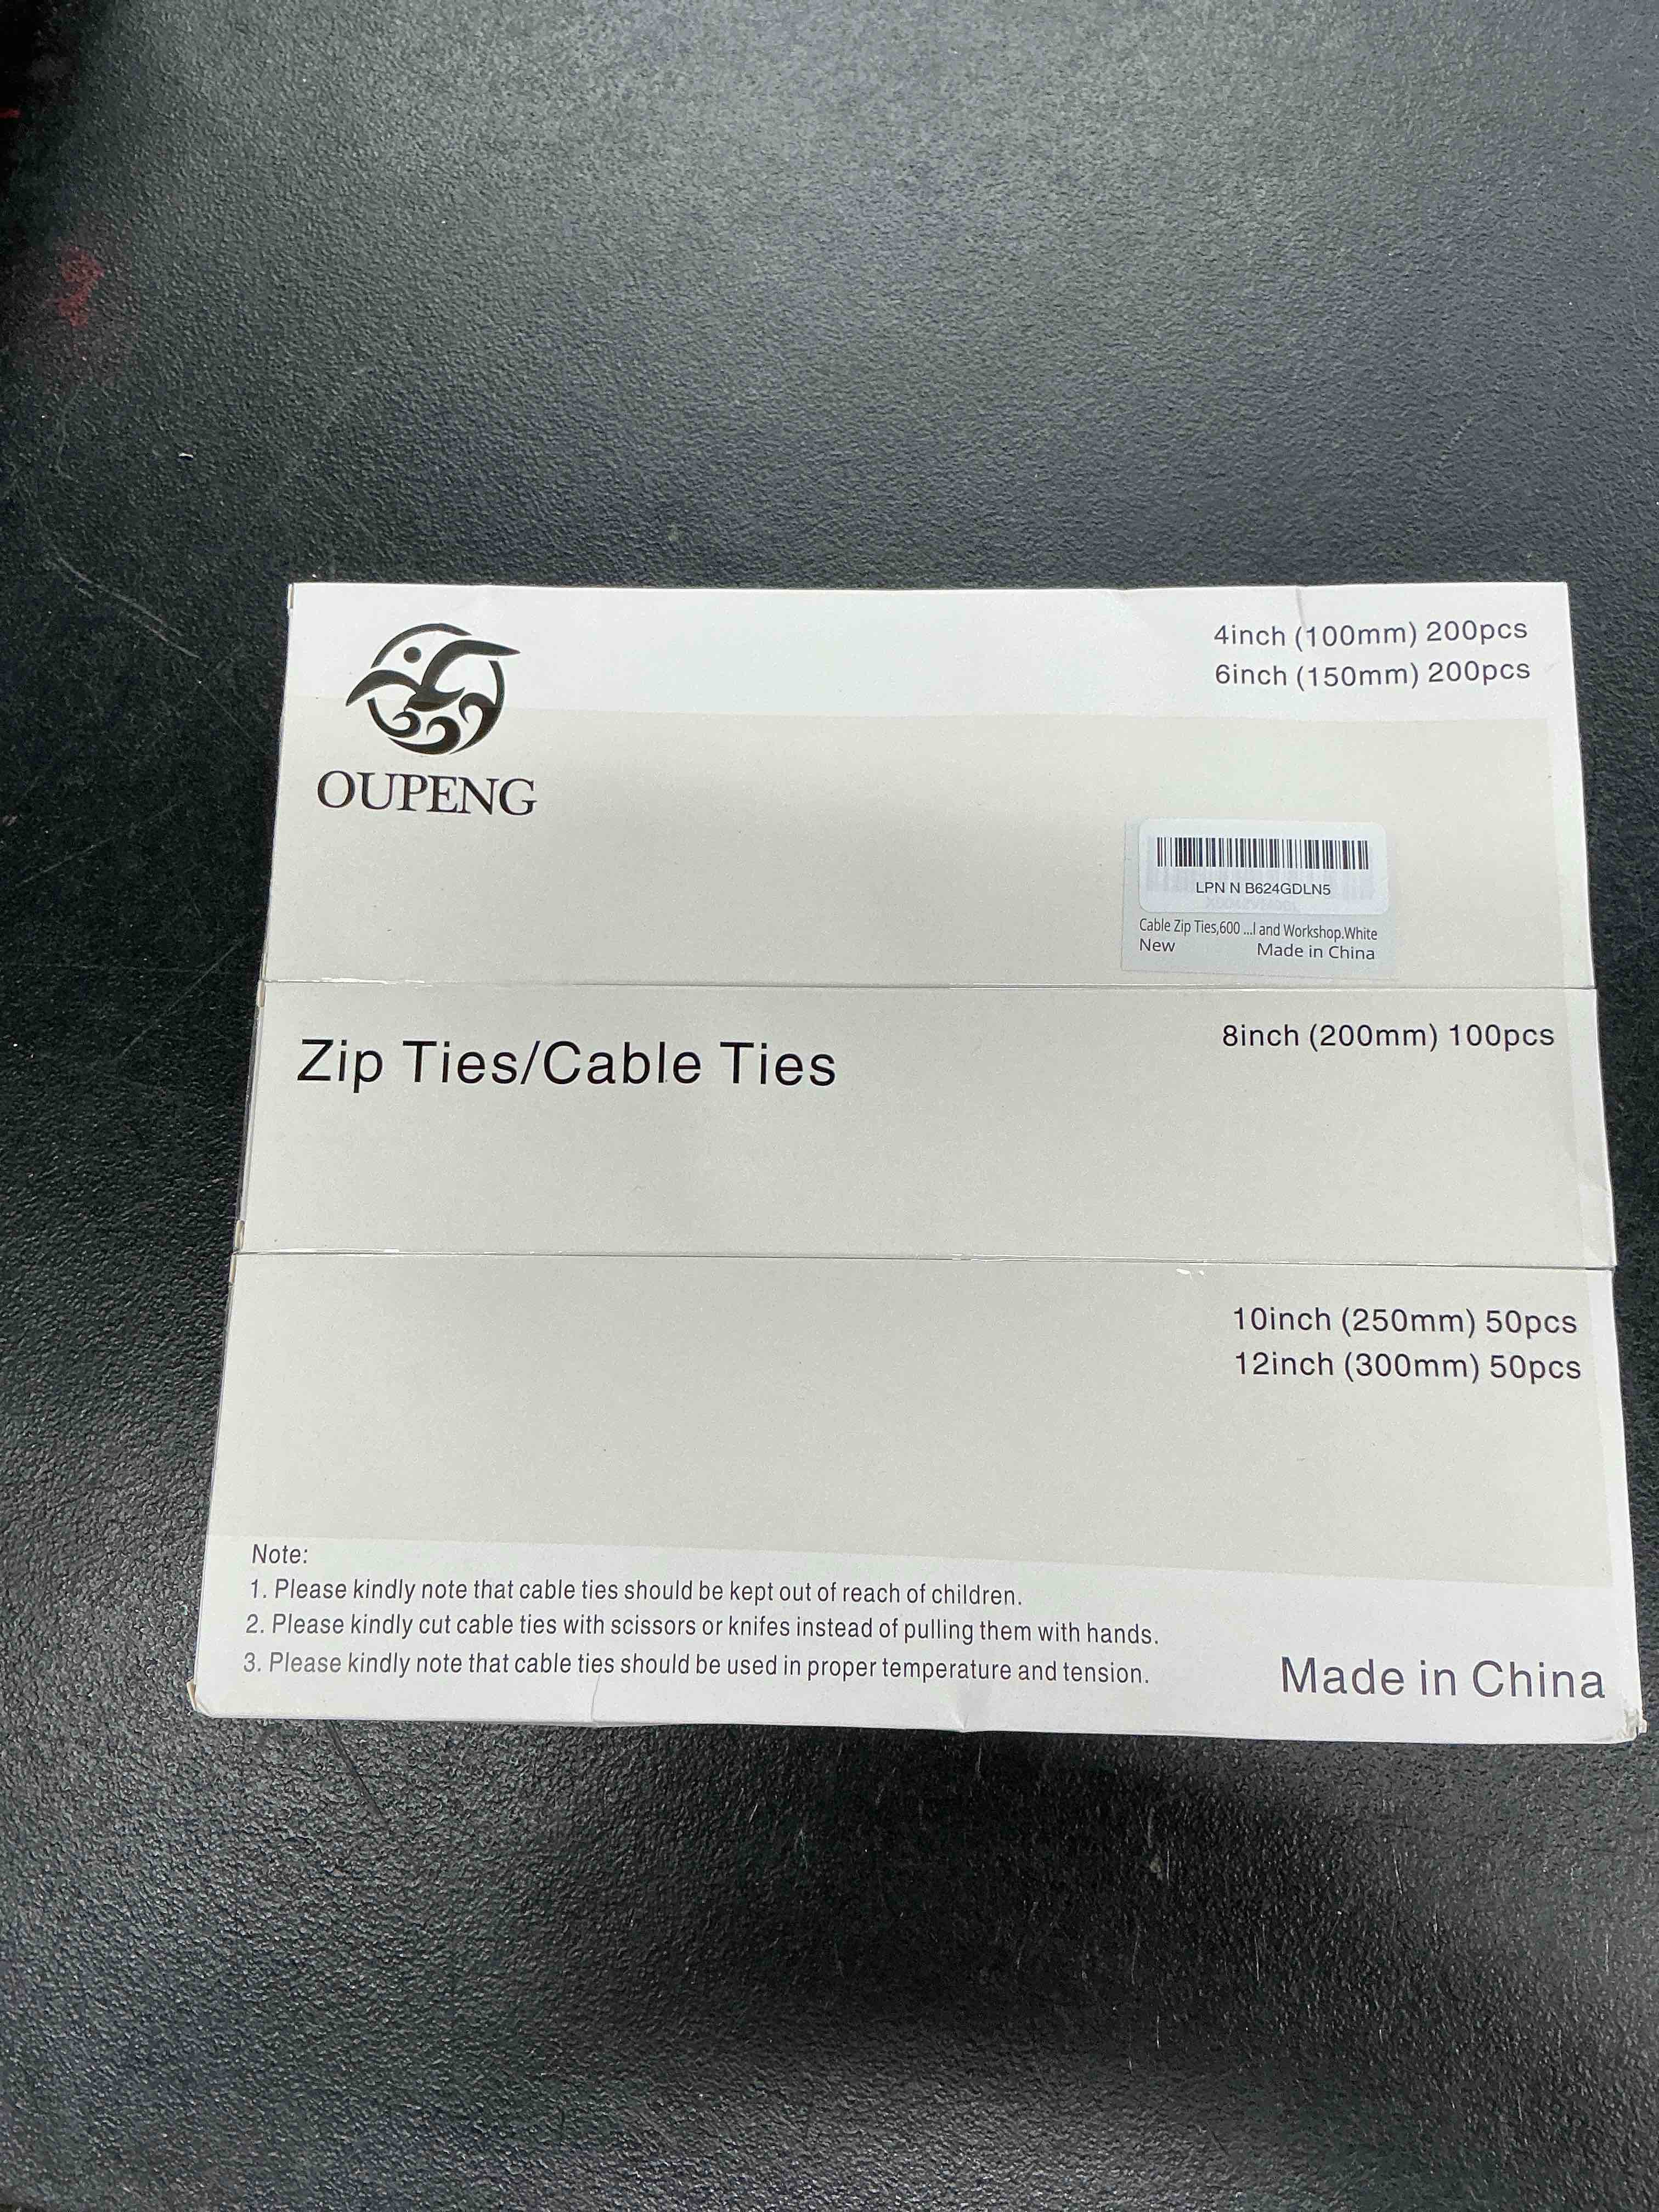 OUPENG
4inch (100mm) 200pcs
6inch (150mm) 200pcs
LPN N B624GDLN5
Cable Zip Ties,600 ...l and Workshop.White
New Made in China
Zip Ties/Cable Ties
8inch (200mm) 100pcs
10inch (250mm) 50pcs
12inch (300mm) 50pcs
Note:
1. Please kindly note that cable ties should be kept out of reach of children.
2. Please kindly cut cable ties with scissors or knifes instead of pulling them with hands.
3. Please kindly note that cable ties should be used in proper temperature and tension.
Made in China